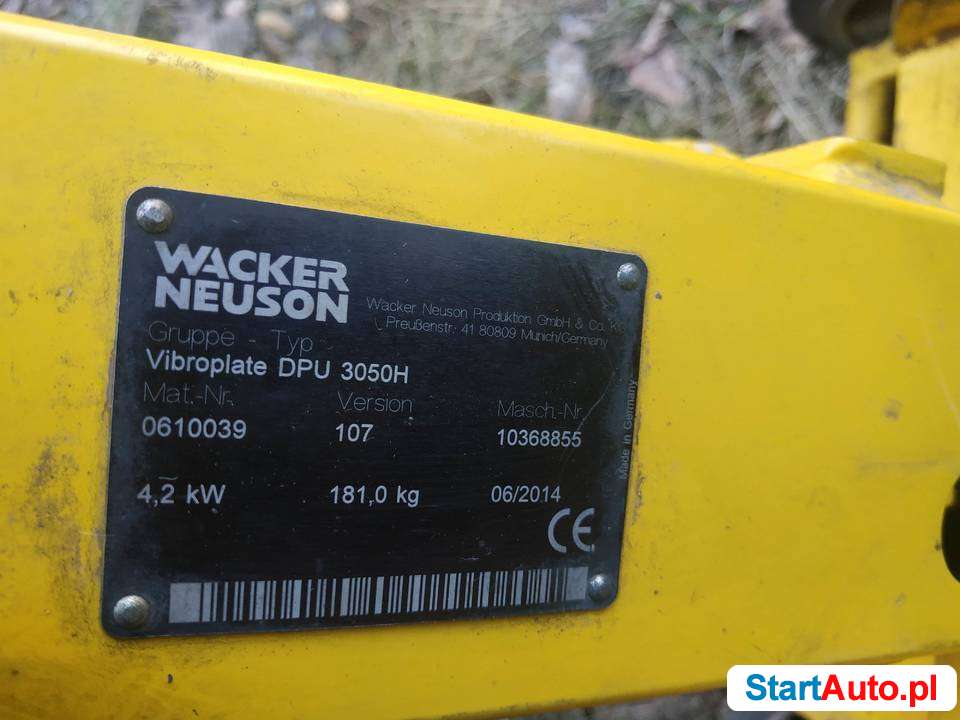 WACKER
NEUSON
Wacker Neuson Produktion GmbH & Co. KG
Preußenstr. 41 80809 Munich/Germany
Gruppe - Typ
Vibroplate DPU 3050H
Mat.-Nr. Version Masch.-Nr.
0610039 107 10368855
4,2 kW 181,0 kg 06/2014
Made in Germany
CE
StartAuto.pl